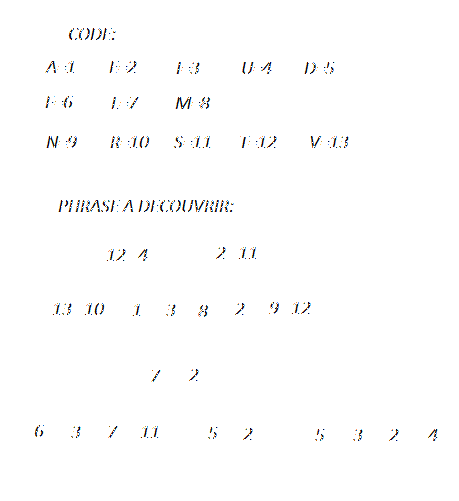 CODE:
A=1 E=2 I=3 U=4 D=5
F=6 L=7 M=8
N=9 R=10 S=11 T=12 V=13
PHRASE A DECOUVRIR:
12 4 2 11
13 10 1 3 8 2 9 12
7 2
6 3 7 11 5 2 5 3 2 4